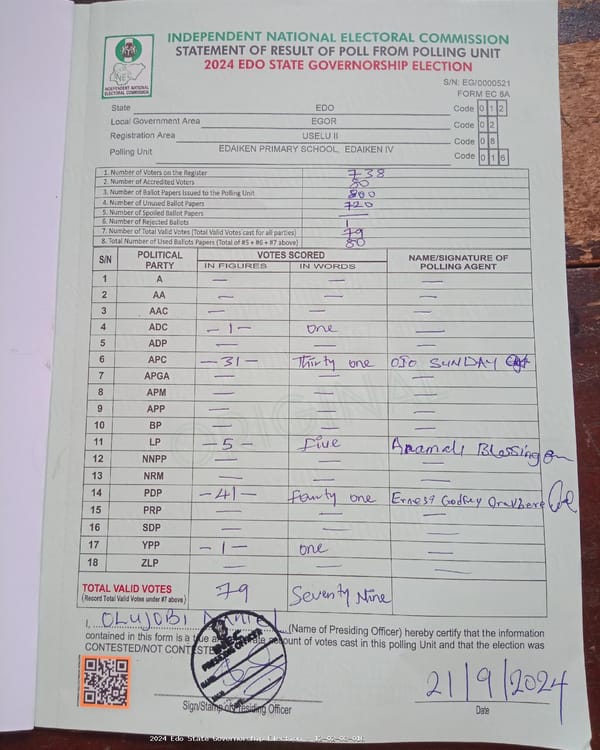 INDEPENDENT NATIONAL ELECTORAL COMMISSION
STATEMENT OF RESULT OF POLL FROM POLLING UNIT
2024 EDO STATE GOVERNORSHIP ELECTION
INDEPENDENT NATIONAL
ELECTORAL COMMISSION
S/N: EG/0000521
FORM EC 8A
State EDO Code 0 1 2
Local Government Area EGOR Code 0 2
Registration Area USELU II Code 0 8
Polling Unit EDAIKEN PRIMARY SCHOOL, EDAIKEN IV Code 0 1 6
1. Number of Voters on the Register 738
2. Number of Accredited Voters 80
3. Number of Ballot Papers Issued to the Polling Unit 800
4. Number of Unused Ballot Papers 720
5. Number of Spoiled Ballot Papers —
6. Number of Rejected Ballots 1
7. Number of Total Valid Votes (Total Valid Votes cast for all parties) 79
8. Total Number of Used Ballots Papers (Total of #5 + #6 + #7 above) 80
S/N POLITICAL PARTY VOTES SCORED NAME/SIGNATURE OF POLLING AGENT
IN FIGURES IN WORDS
1 A — — —
2 AA — — —
3 AAC — — —
4 ADC -1- one —
5 ADP — — —
6 APC -31- Thirty one OJO SUNDAY
7 APGA — — —
8 APM — — —
9 APP — — —
10 BP — — —
11 LP -5- Five Blessing
12 NNPP — — —
13 NRM — — —
14 PDP -41- Fourty one Ernest Godfrey
15 PRP — — —
16 SDP — — —
17 YPP -1- one —
18 ZLP — — —
TOTAL VALID VOTES 79 Seventy Nine
(Record Total Valid Votes under #7 above)
I, OLUJOBI (Name of Presiding Officer) hereby certify that the information
contained in this form is a true and accurate account of votes cast in this polling Unit and that the election was
CONTESTED/NOT CONTESTED
PRESIDING OFFICER
21/9/2024
Sign/Stamp of Presiding Officer
Date
2024 Edo State Governorship Election